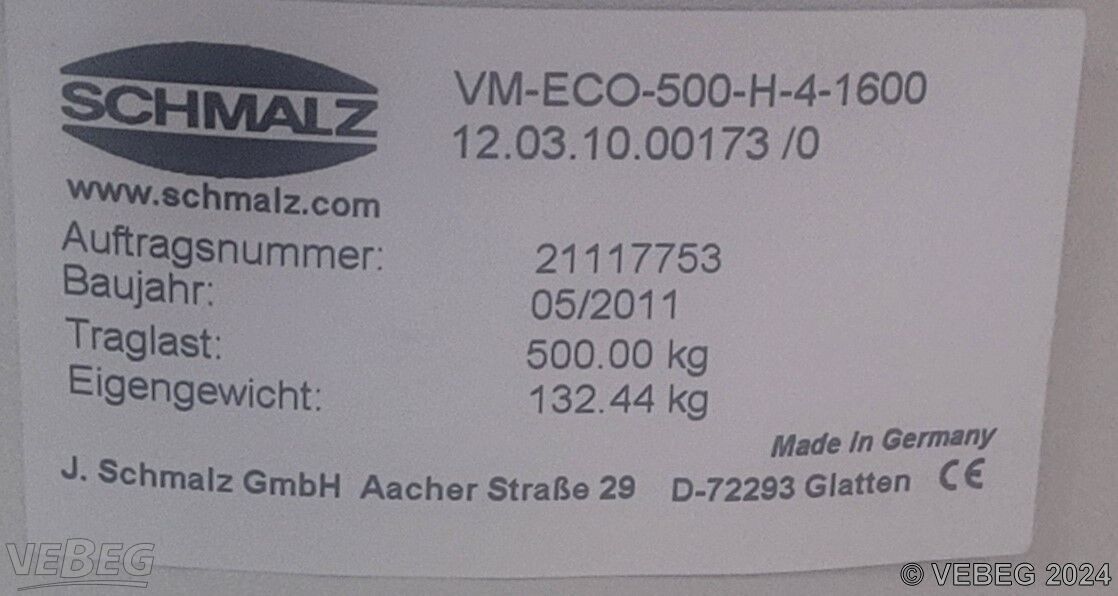 SCHMALZ
www.schmalz.com
VM-ECO-500-H-4-1600
12.03.10.00173 /0
Auftragsnummer: 21117753
Baujahr: 05/2011
Traglast: 500.00 kg
Eigengewicht: 132.44 kg
Made In Germany
J. Schmalz GmbH Aacher Straße 29 D-72293 Glatten CE
VEBEG
© VEBEG 2024